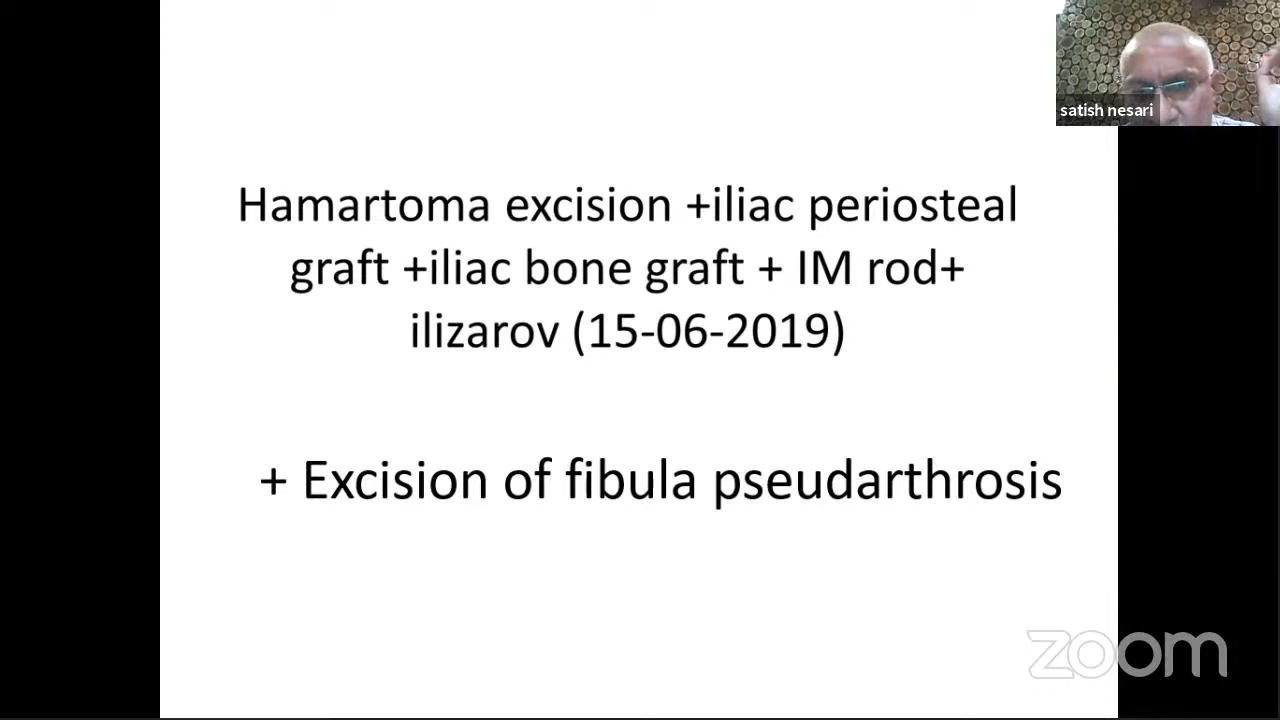 satish nesari
Hamartoma excision +iliac periosteal
graft +iliac bone graft + IM rod+
ilizarov (15-06-2019)
+ Excision of fibula pseudarthrosis
zoom